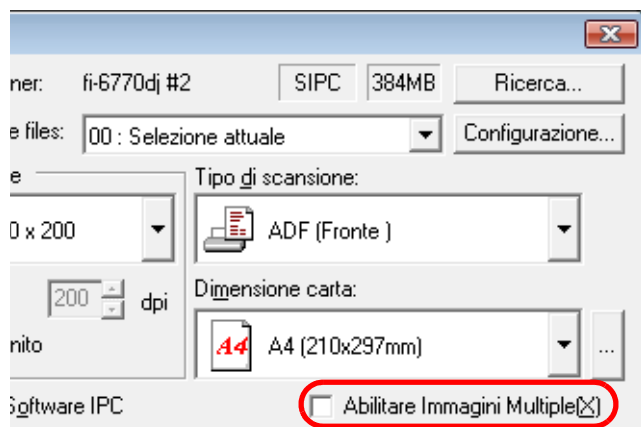 ner: fi-6770dj #2 SIPC 384MB Ricerca...
e files: 00 : Selezione attuale Configurazione...
e Tipo di scansione:
0 x 200 ADF (Fronte )
200 dpi Dimensione carta:
nito A4 A4 (210x297mm) ...
Software IPC Abilitare Immagini Multiple(X)